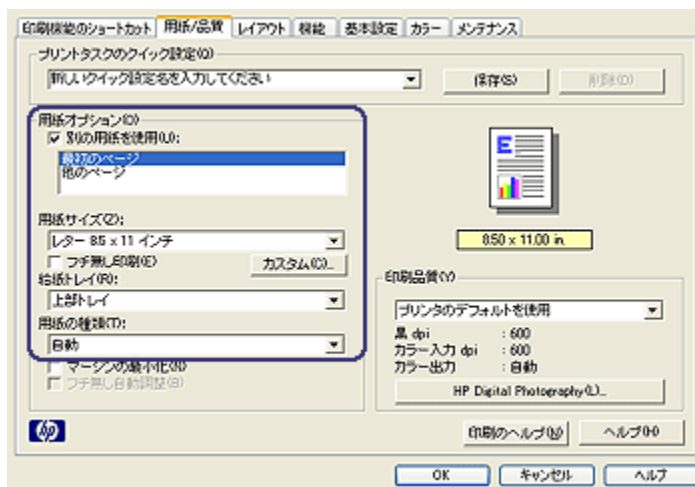 印刷機能のショートカット 用紙/品質 レイアウト 機能 基本設定 カラー メンテナンス
プリントタスクのクイック設定(Q)
新しいクイック設定名を入力してください 保存(S) 削除(O)
用紙オプション(O)
別の用紙を使用(U):
最初のページ
他のページ
用紙サイズ(Z):
レター 8.5 x 11 インチ
8.50 x 11.00 in.
フチ無し印刷(E) カスタム(C)...
給紙トレイ(R):
上部トレイ
用紙の種類(T):
自動
マージンの最小化(N)
フチ無し自動調整(B)
印刷品質(Y)
プリンタのデフォルトを使用
黒 dpi : 600
カラー入力 dpi : 600
カラー出力 : 自動
HP Digital Photography(L)...
hp
印刷のヘルプ(W) ヘルプ(H)
OK キャンセル ヘルプ